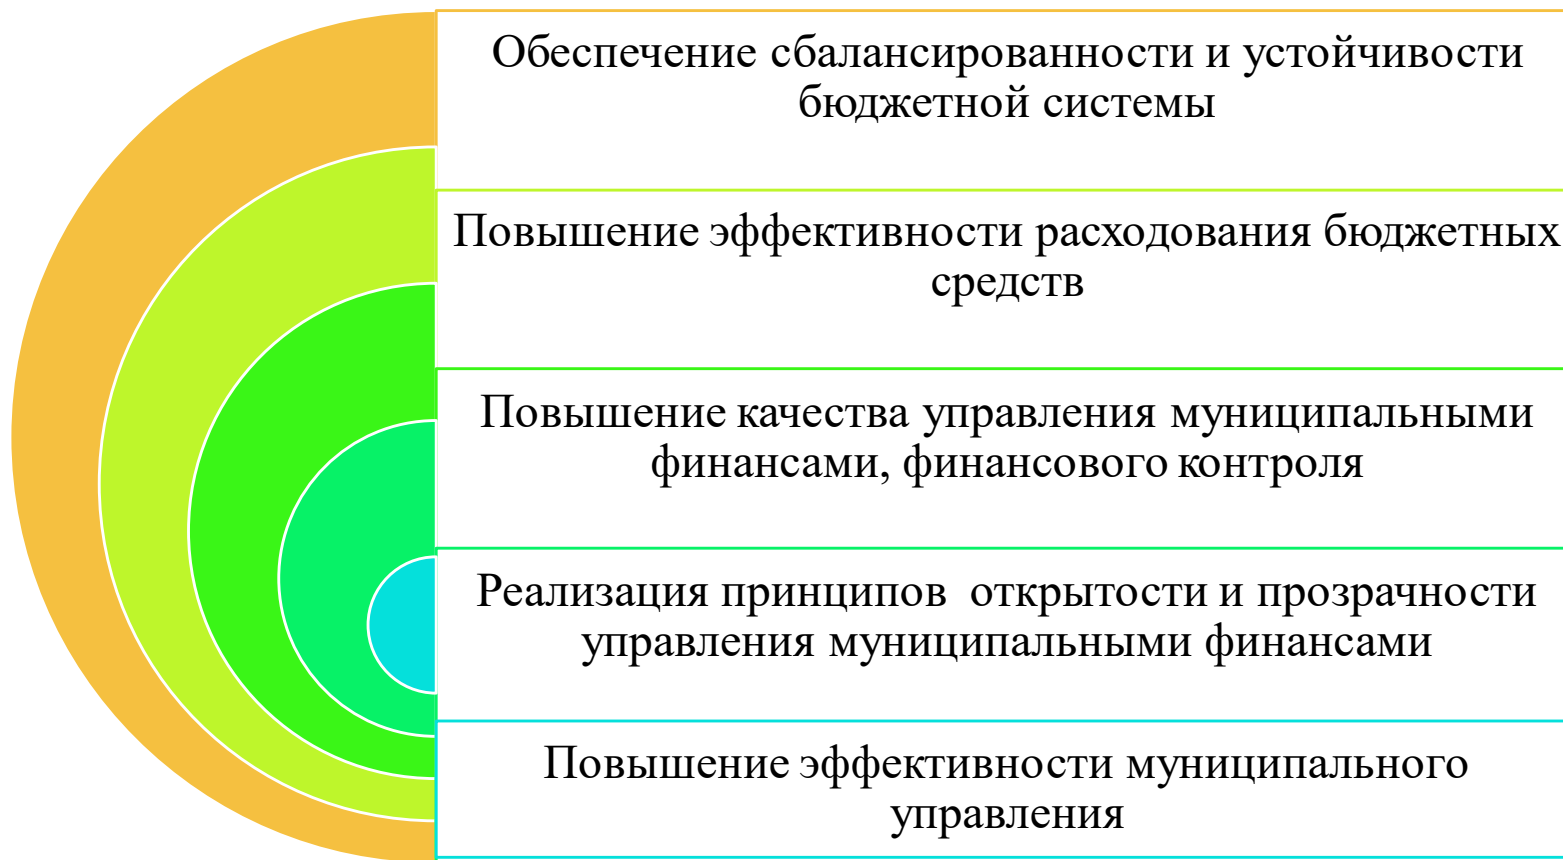 Обеспечение сбалансированности и устойчивости
бюджетной системы
Повышение эффективности расходования бюджетных
средств
Повышение качества управления муниципальными
финансами, финансового контроля
Реализация принципов  открытости и прозрачности
управления муниципальными финансами
Повышение эффективности муниципального
управления